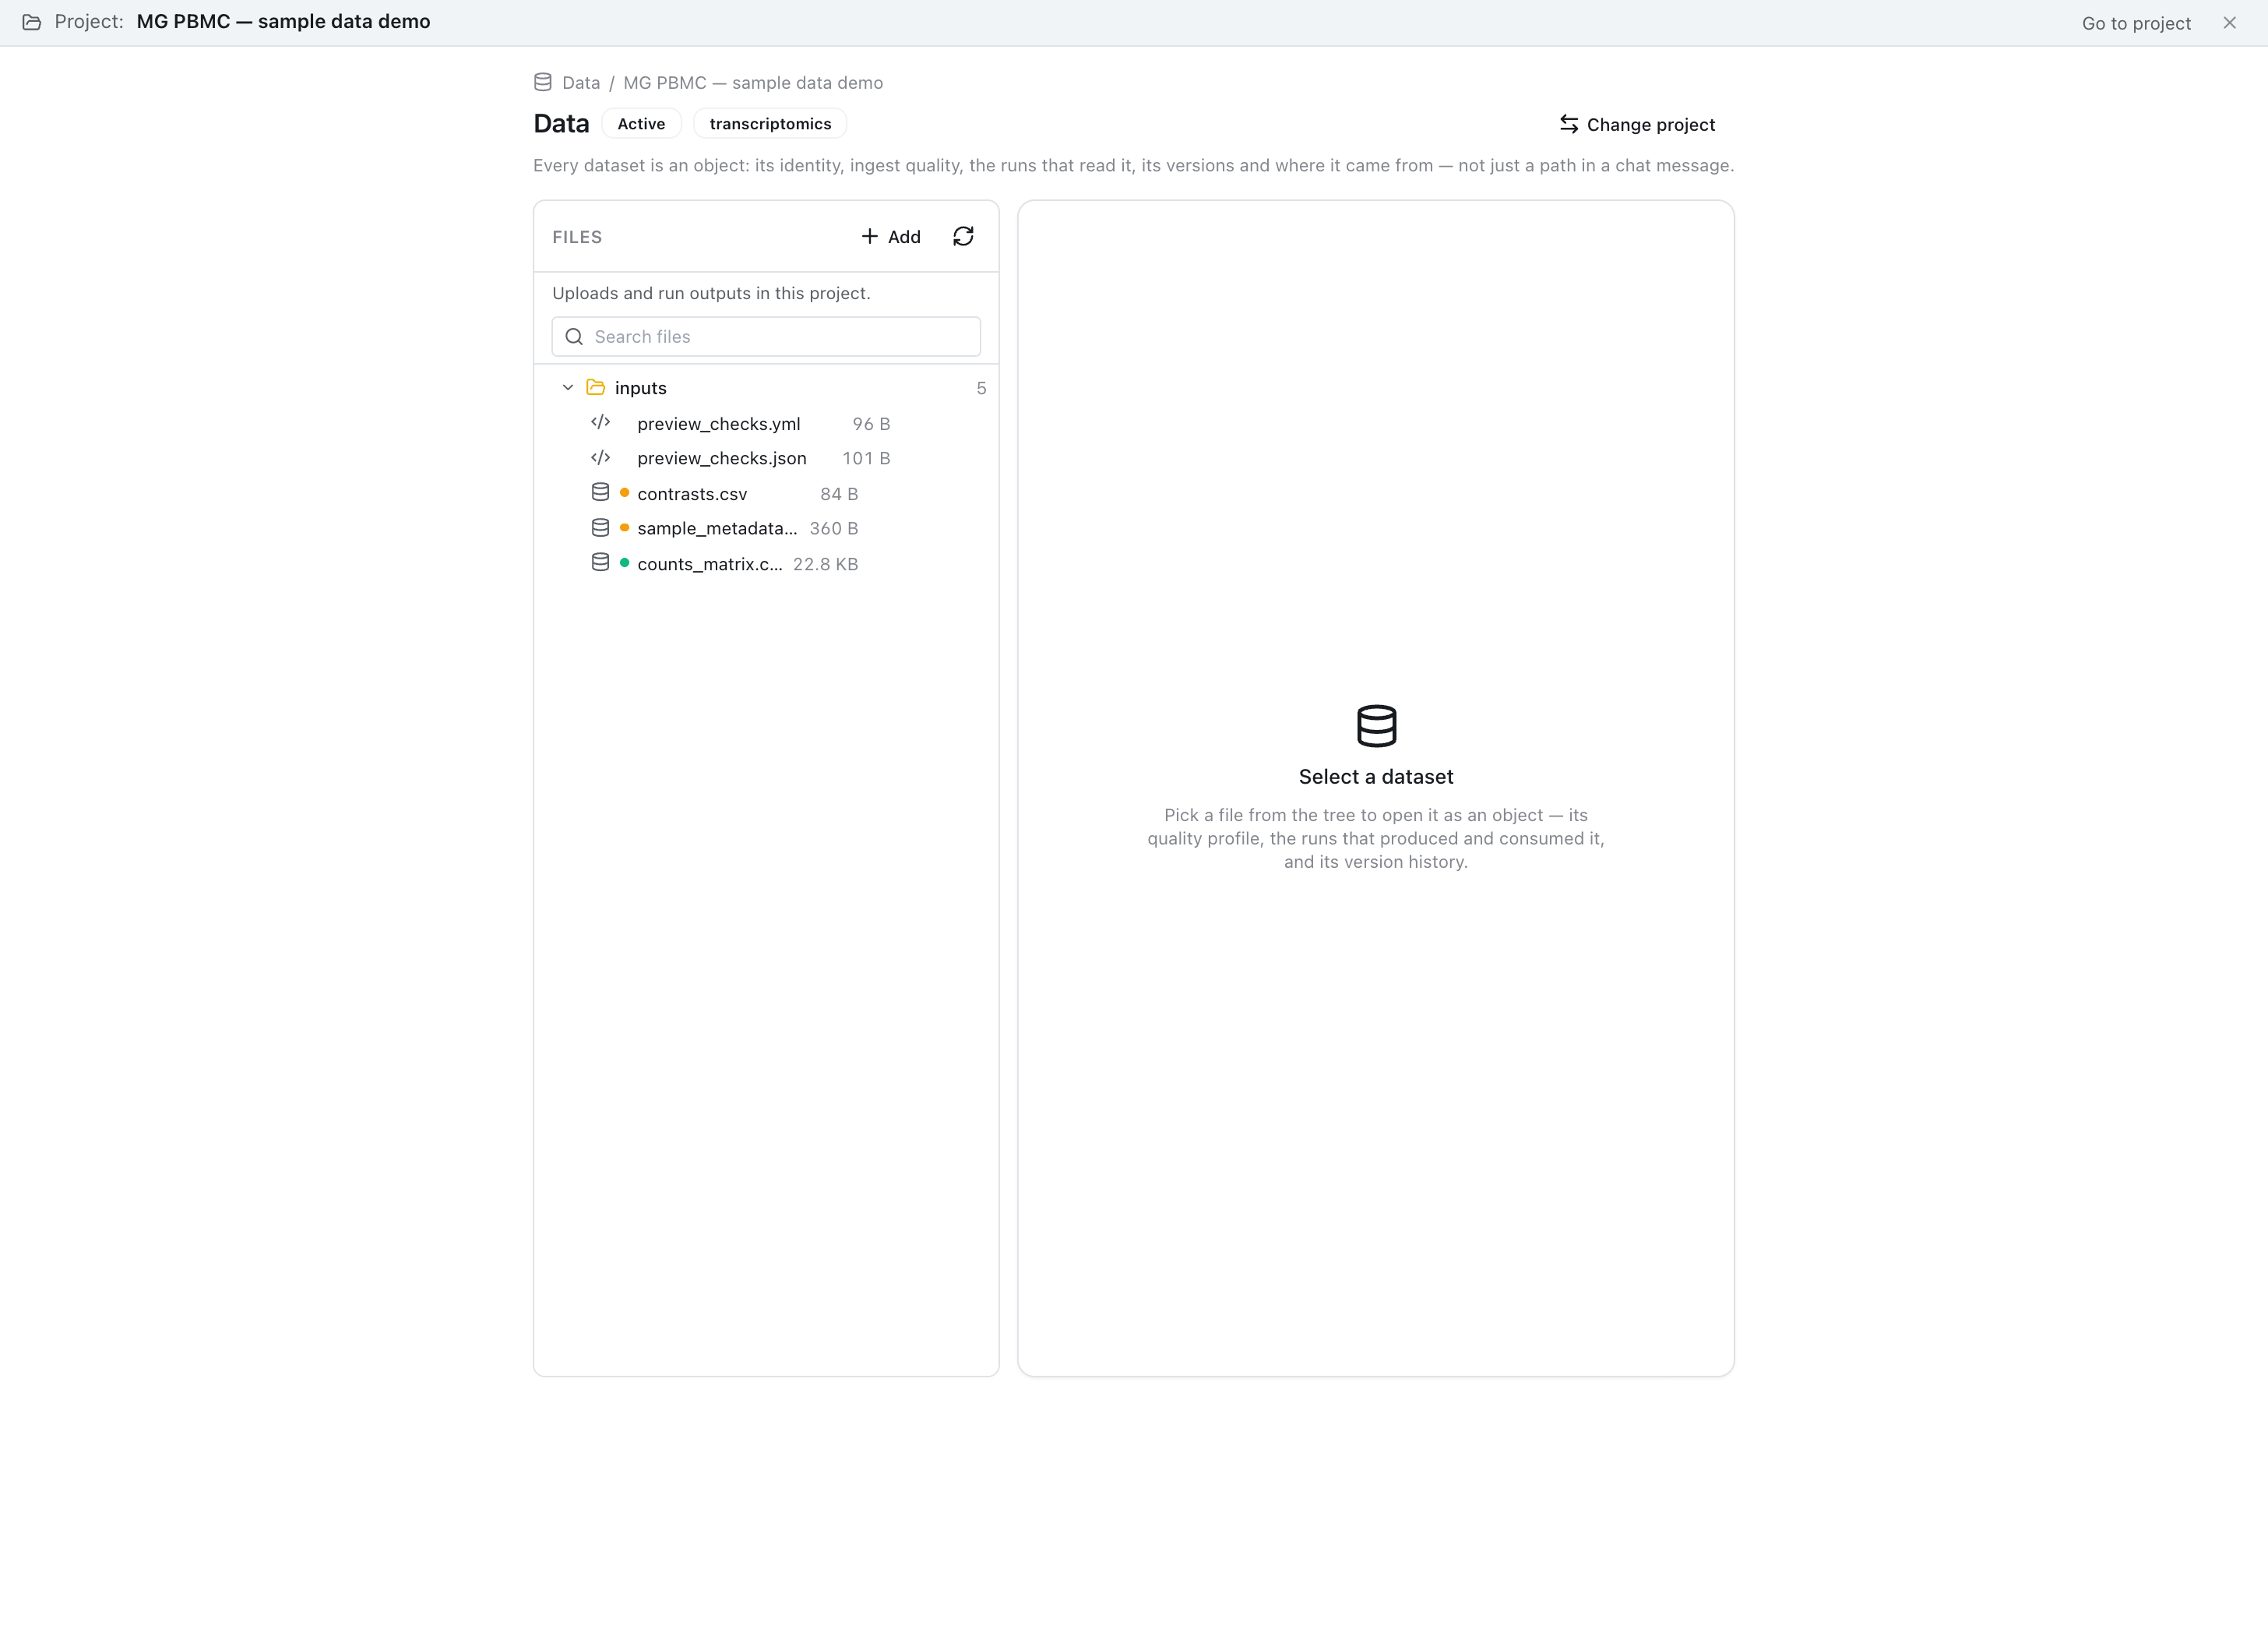 Project: MG PBMC — sample data demo
Go to project
Data / MG PBMC — sample data demo
Data
Active
transcriptomics
Change project
Every dataset is an object: its identity, ingest quality, the runs that read it, its versions and where it came from — not just a path in a chat message.
FILES
Add
Uploads and run outputs in this project.
Search files
inputs 5
preview_checks.yml 96 B
preview_checks.json 101 B
contrasts.csv 84 B
sample_metadata... 360 B
counts_matrix.c... 22.8 KB
Select a dataset
Pick a file from the tree to open it as an object — its
quality profile, the runs that produced and consumed it,
and its version history.